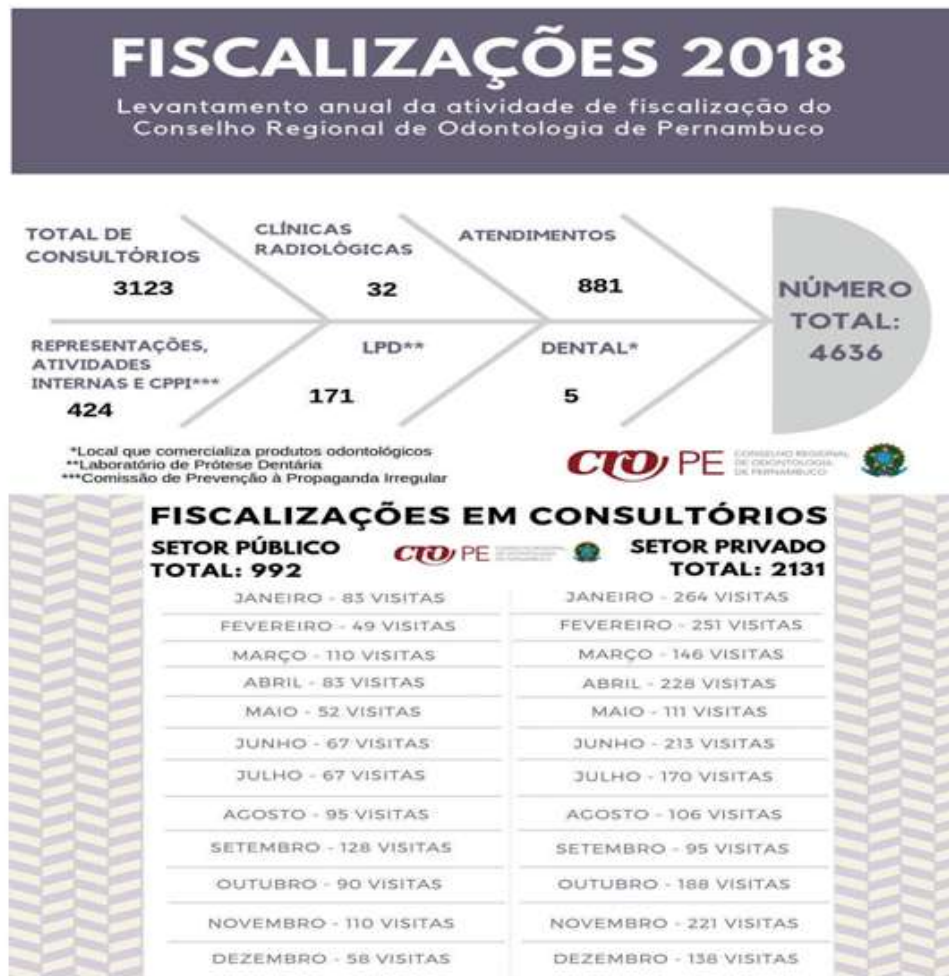 FISCALIZAÇÕES 2018
Levantamento anual da atividade de fiscalização do
Conselho Regional de Odontologia de Pernambuco
TOTAL DE
CONSULTÓRIOS
3123
CLÍNICAS
RADIOLÓGICAS
32
ATENDIMENTOS
881
NÚMERO
TOTAL:
4636
REPRESENTAÇÕES,
ATIVIDADES
INTERNAS E CPPI***
424
LPD**
171
DENTAL*
5
*Local que comercializa produtos odontológicos
**Laboratório de Prótese Dentária
***Comissão de Prevenção à Propaganda Irregular
CRO PE
CONSELHO REGIONAL
DE ODONTOLOGIA
DE PERNAMBUCO
FISCALIZAÇÕES EM CONSULTÓRIOS
SETOR PÚBLICO
TOTAL: 992
CRO PE
SETOR PRIVADO
TOTAL: 2131
JANEIRO - 83 VISITAS
FEVEREIRO - 49 VISITAS
MARÇO - 110 VISITAS
ABRIL - 83 VISITAS
MAIO - 52 VISITAS
JUNHO - 67 VISITAS
JULHO - 67 VISITAS
AGOSTO - 95 VISITAS
SETEMBRO - 128 VISITAS
OUTUBRO - 90 VISITAS
NOVEMBRO - 110 VISITAS
DEZEMBRO - 58 VISITAS
JANEIRO - 264 VISITAS
FEVEREIRO - 251 VISITAS
MARÇO - 146 VISITAS
ABRIL - 228 VISITAS
MAIO - 111 VISITAS
JUNHO - 213 VISITAS
JULHO - 170 VISITAS
AGOSTO - 106 VISITAS
SETEMBRO - 95 VISITAS
OUTUBRO - 188 VISITAS
NOVEMBRO - 221 VISITAS
DEZEMBRO - 138 VISITAS